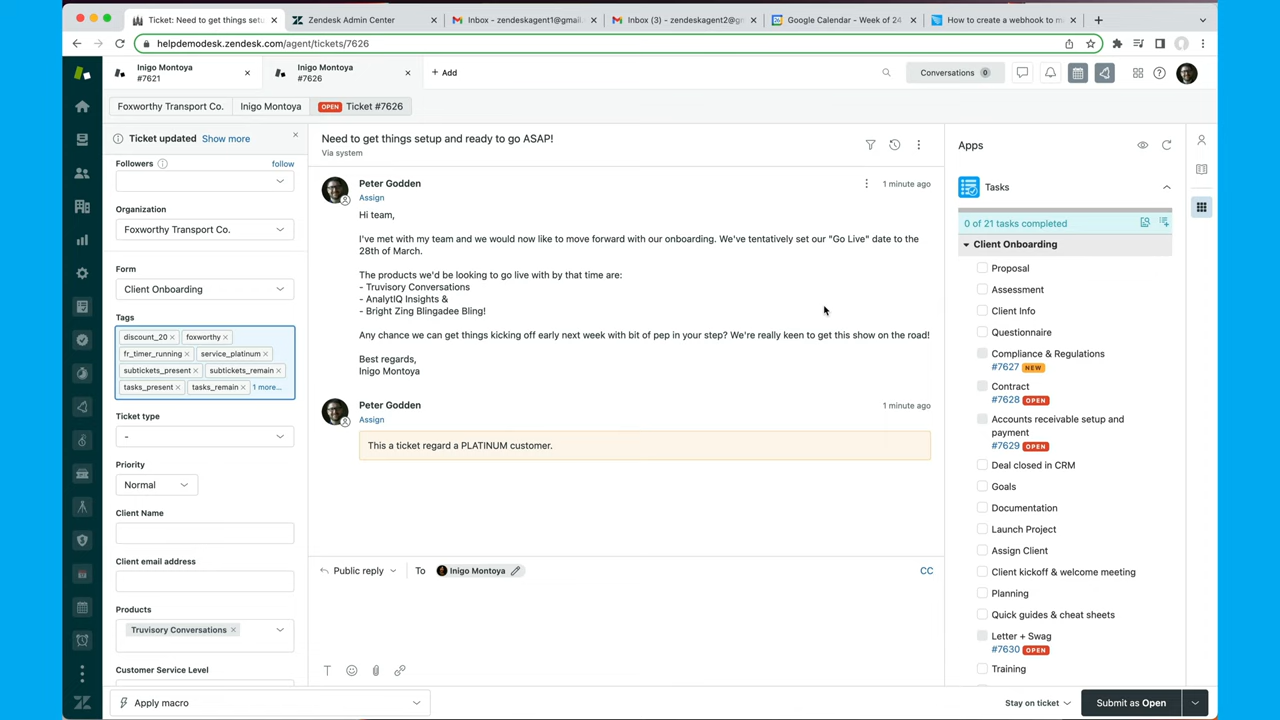 Ticket: Need to get things setu
Zendesk Admin Center
Inbox - zendeskagent1@gmail.
Inbox (3) - zendeskagent2@gm
Google Calendar - Week of 24
How to create a webhook to m
helpdemodesk.zendesk.com/agent/tickets/7626
Inigo Montoya
#7621
Inigo Montoya
#7626
+ Add
Conversations 0
Foxworthy Transport Co.
Inigo Montoya
OPEN Ticket #7626
Ticket updated Show more
Followers
follow
Organization
Foxworthy Transport Co.
Form
Client Onboarding
Tags
discount_20 foxworthy
fr_timer_running service_platinum
subtickets_present subtickets_remain
tasks_present tasks_remain 1 more...
Ticket type
-
Priority
Normal
Client Name
Client email address
Products
Truvisory Conversations
Customer Service Level
Need to get things setup and ready to go ASAP!
Via system
Peter Godden
1 minute ago
Assign
Hi team,
I've met with my team and we would now like to move forward with our onboarding. We've tentatively set our "Go Live" date to the
28th of March.
The products we'd be looking to go live with by that time are:
- Truvisory Conversations
- AnalytIQ Insights &
- Bright Zing Blingadee Bling!
Any chance we can get things kicking off early next week with bit of pep in your step? We're really keen to get this show on the road!
Best regards,
Inigo Montoya
Peter Godden
1 minute ago
Assign
This a ticket regard a PLATINUM customer.
Public reply To Inigo Montoya CC
Apps
Tasks
0 of 21 tasks completed
Client Onboarding
Proposal
Assessment
Client Info
Questionnaire
Compliance & Regulations
#7627 NEW
Contract
#7628 OPEN
Accounts receivable setup and
payment
#7629 OPEN
Deal closed in CRM
Goals
Documentation
Launch Project
Assign Client
Client kickoff & welcome meeting
Planning
Quick guides & cheat sheets
Letter + Swag
#7630 OPEN
Training
Apply macro
Stay on ticket
Submit as Open